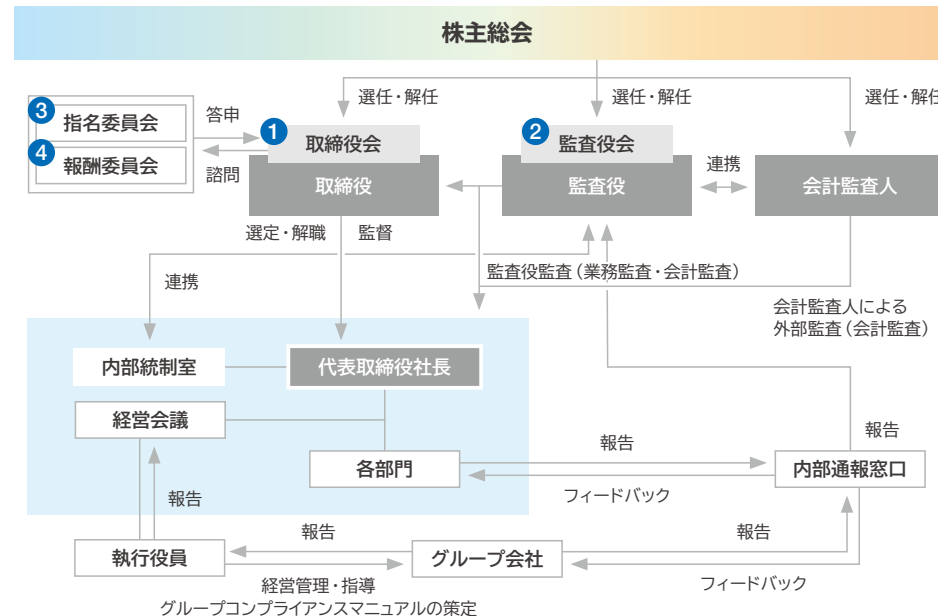 株主総会
選任・解任
選任・解任
選任・解任
3
指名委員会
4
報酬委員会
答申
諮問
1
取締役会
取締役
2
監査役会
監査役
連携
会計監査人
選定・解職
監督
連携
監査役監査（業務監査・会計監査）
会計監査人による
外部監査（会計監査）
内部統制室
代表取締役社長
経営会議
各部門
報告
フィードバック
報告
内部通報窓口
報告
執行役員
報告
グループ会社
報告
フィードバック
経営管理・指導
グループコンプライアンスマニュアルの策定